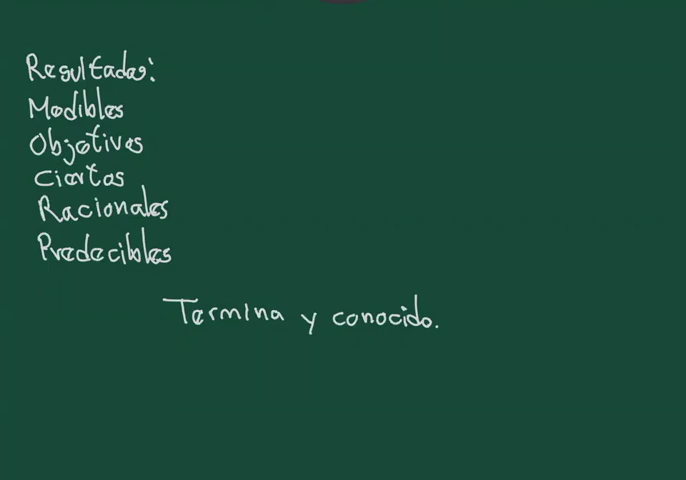 Resultados:
Medibles
Objetivos
Ciertos
Racionales
Predecibles
Termina y conocido.